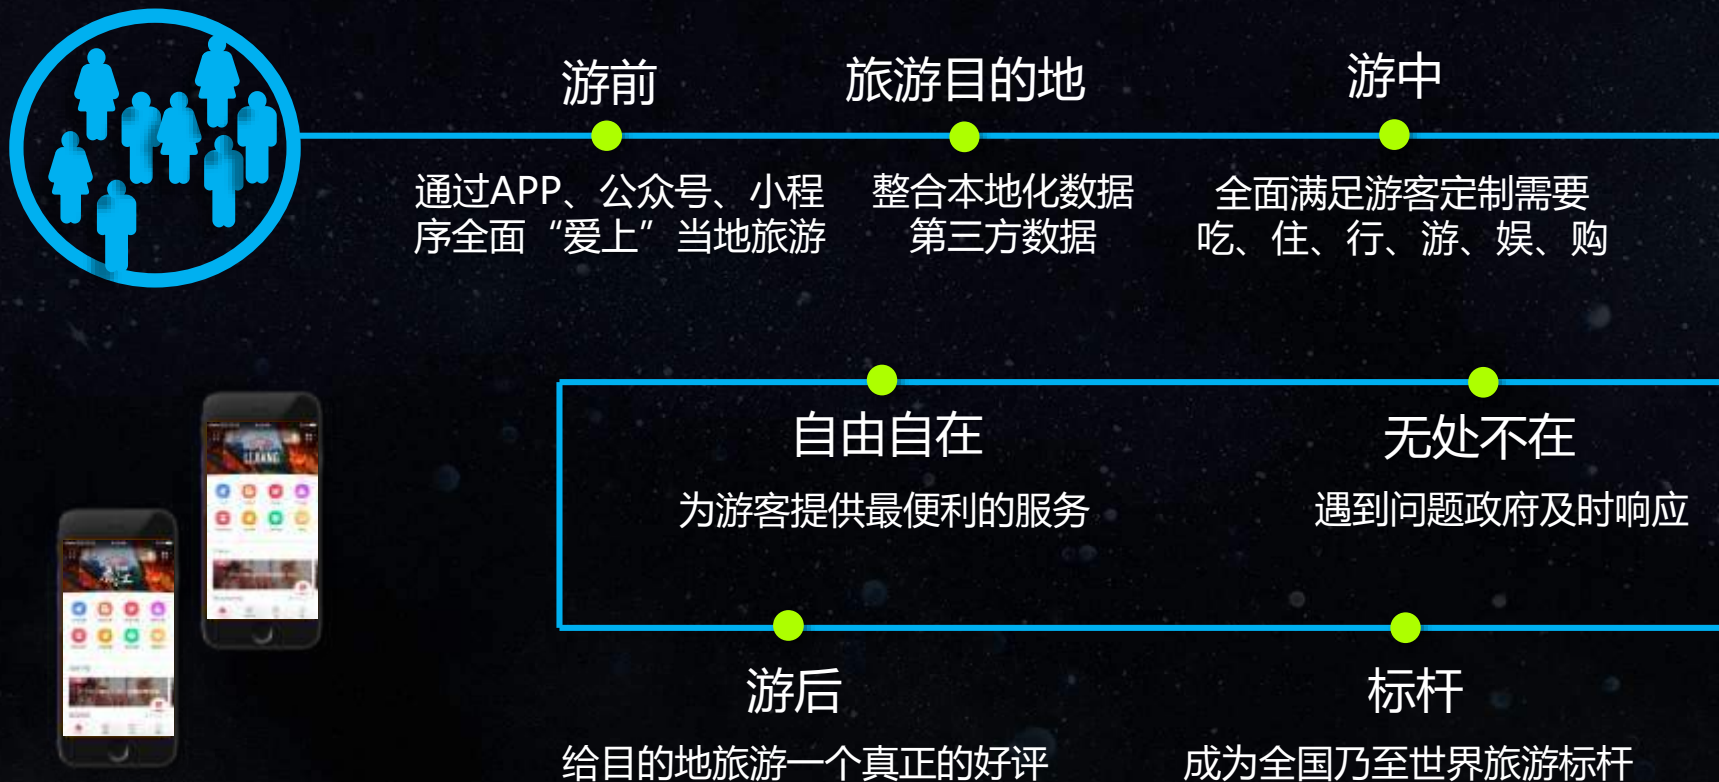 游前
旅游目的地
游中
通过APP、公众号、小程
序全面“爱上”当地旅游
整合本地化数据
第三方数据
全面满足游客定制需要
吃、住、行、游、娱、购
自由自在
无处不在
为游客提供最便利的服务
遇到问题政府及时响应
游后
标杆
给目的地旅游一个真正的好评
成为全国乃至世界旅游标杆